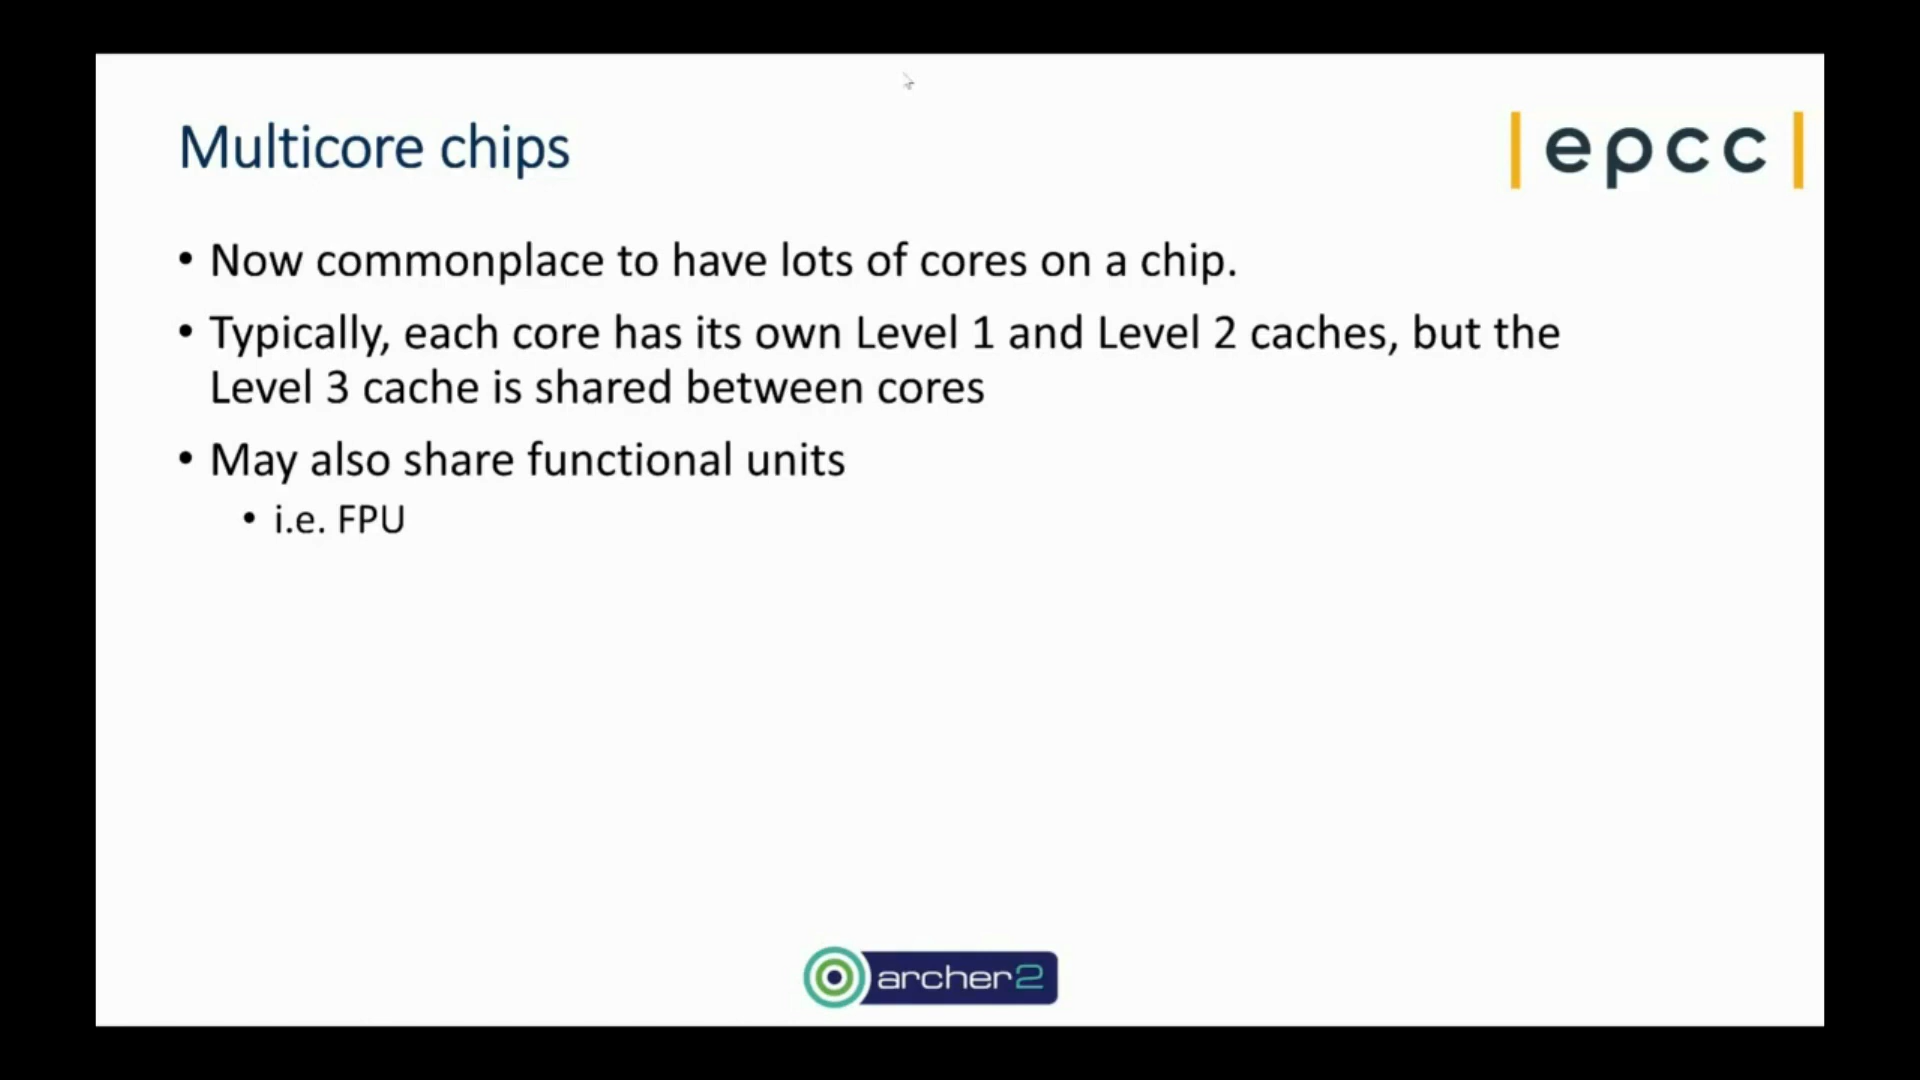 Multicore chips
| epcc |
• Now commonplace to have lots of cores on a chip.
• Typically, each core has its own Level 1 and Level 2 caches, but the
Level 3 cache is shared between cores
• May also share functional units
• i.e. FPU
archer2